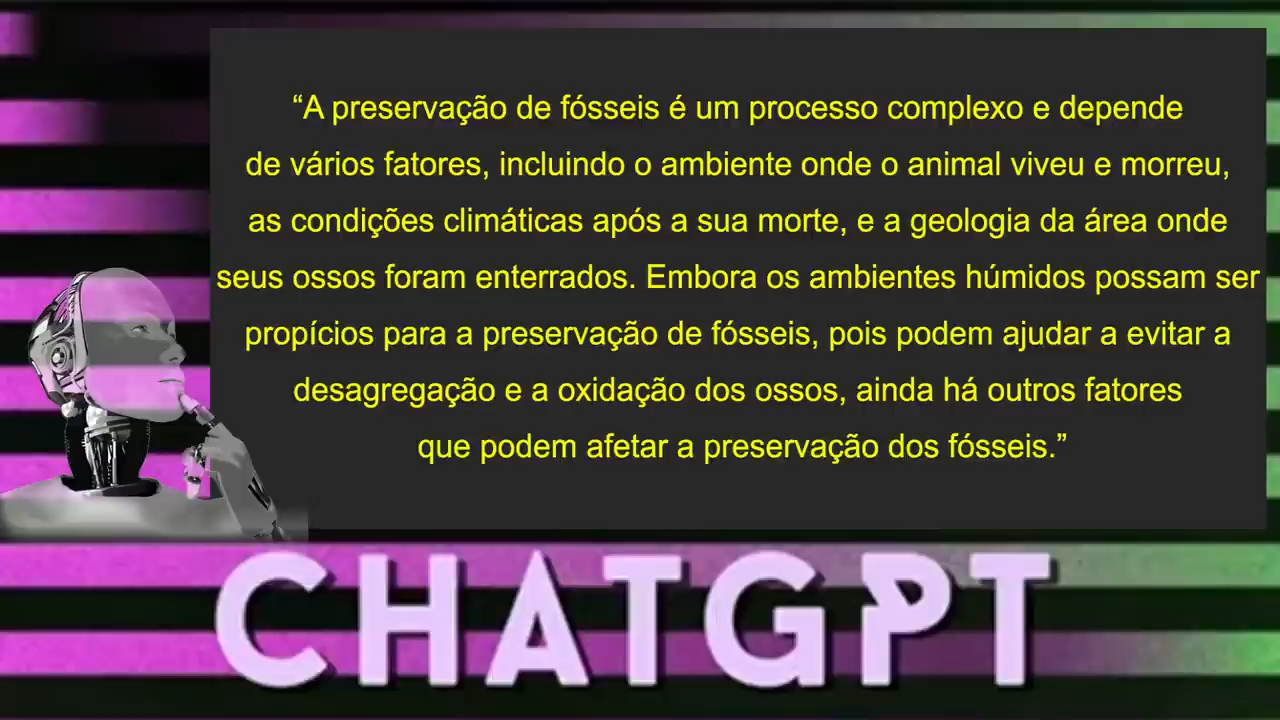 “A preservação de fósseis é um processo complexo e depende
de vários fatores, incluindo o ambiente onde o animal viveu e morreu,
as condições climáticas após a sua morte, e a geologia da área onde
seus ossos foram enterrados. Embora os ambientes húmidos possam ser
propícios para a preservação de fósseis, pois podem ajudar a evitar a
desagregação e a oxidação dos ossos, ainda há outros fatores
que podem afetar a preservação dos fósseis.”
CHATGPT